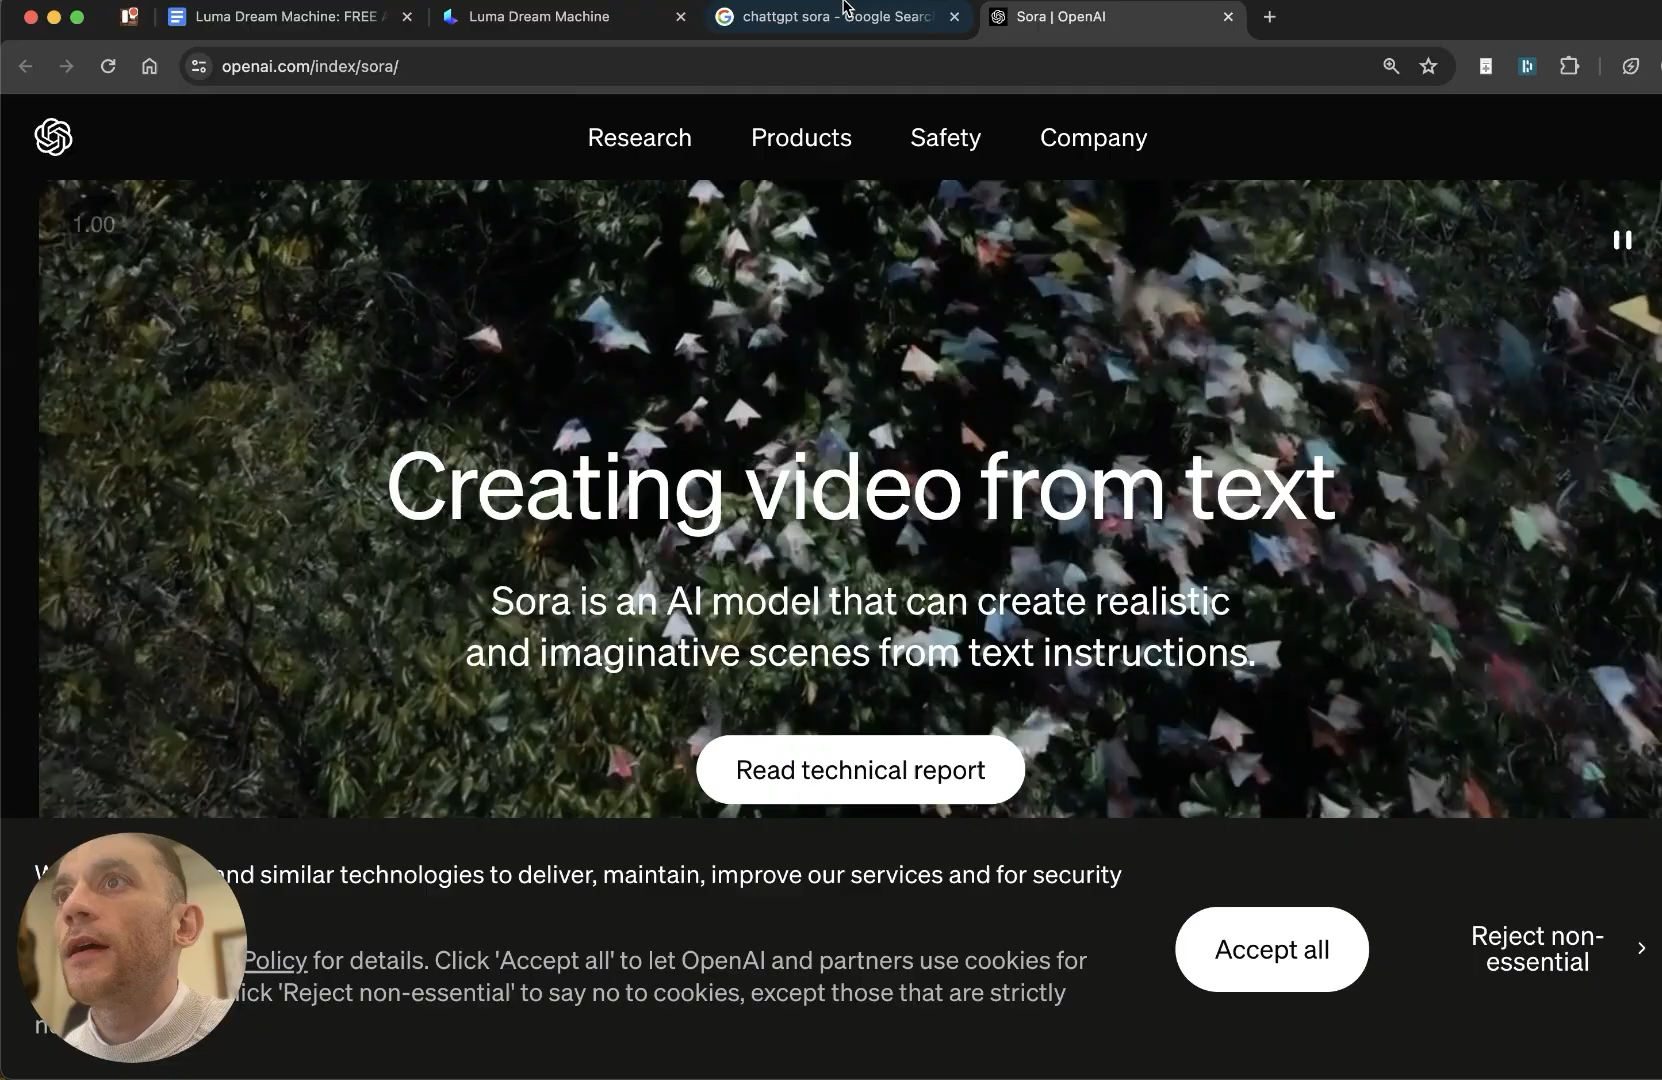 Luma Dream Machine: FREE
Luma Dream Machine
chattgpt sora - Google Searc
Sora | OpenAI
openai.com/index/sora/
Research
Products
Safety
Company
1.00
Creating video from text
Sora is an AI model that can create realistic
and imaginative scenes from text instructions.
Read technical report
and similar technologies to deliver, maintain, improve our services and for security
Policy for details. Click 'Accept all' to let OpenAI and partners use cookies for
'Reject non-essential' to say no to cookies, except those that are strictly
Accept all
Reject non-
essential